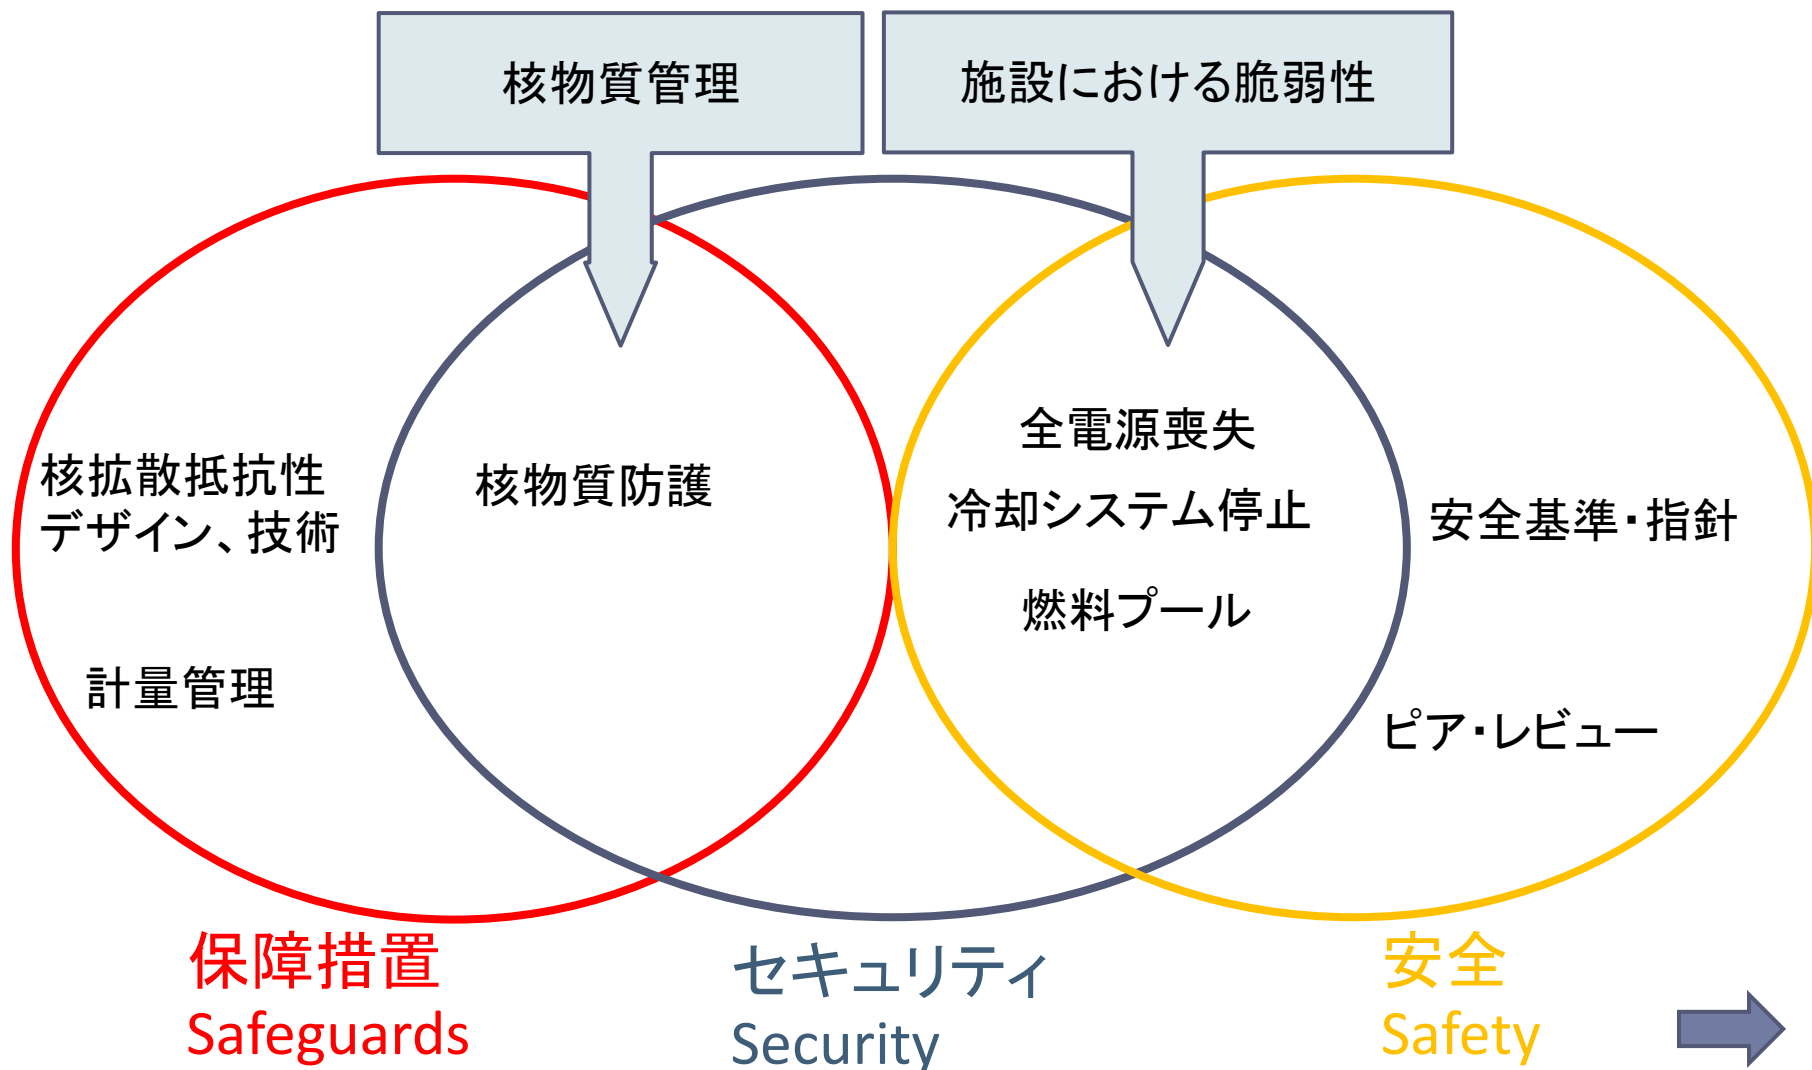 核物質管理
施設における脆弱性
核拡散抵抗性
デザイン、技術
計量管理
核物質防護
全電源喪失
冷却システム停止
燃料プール
安全基準・指針
ピア・レビュー
保障措置
Safeguards
セキュリティ
Security
安全
Safety